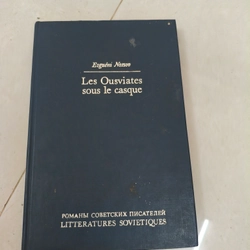 Evguéni Nossov
Les Ousviates
sous le casque
РОМАНЫ СОВЕТСКИХ ПИСАТЕЛЕЙ
LITTERATURES SOVIETIQUES